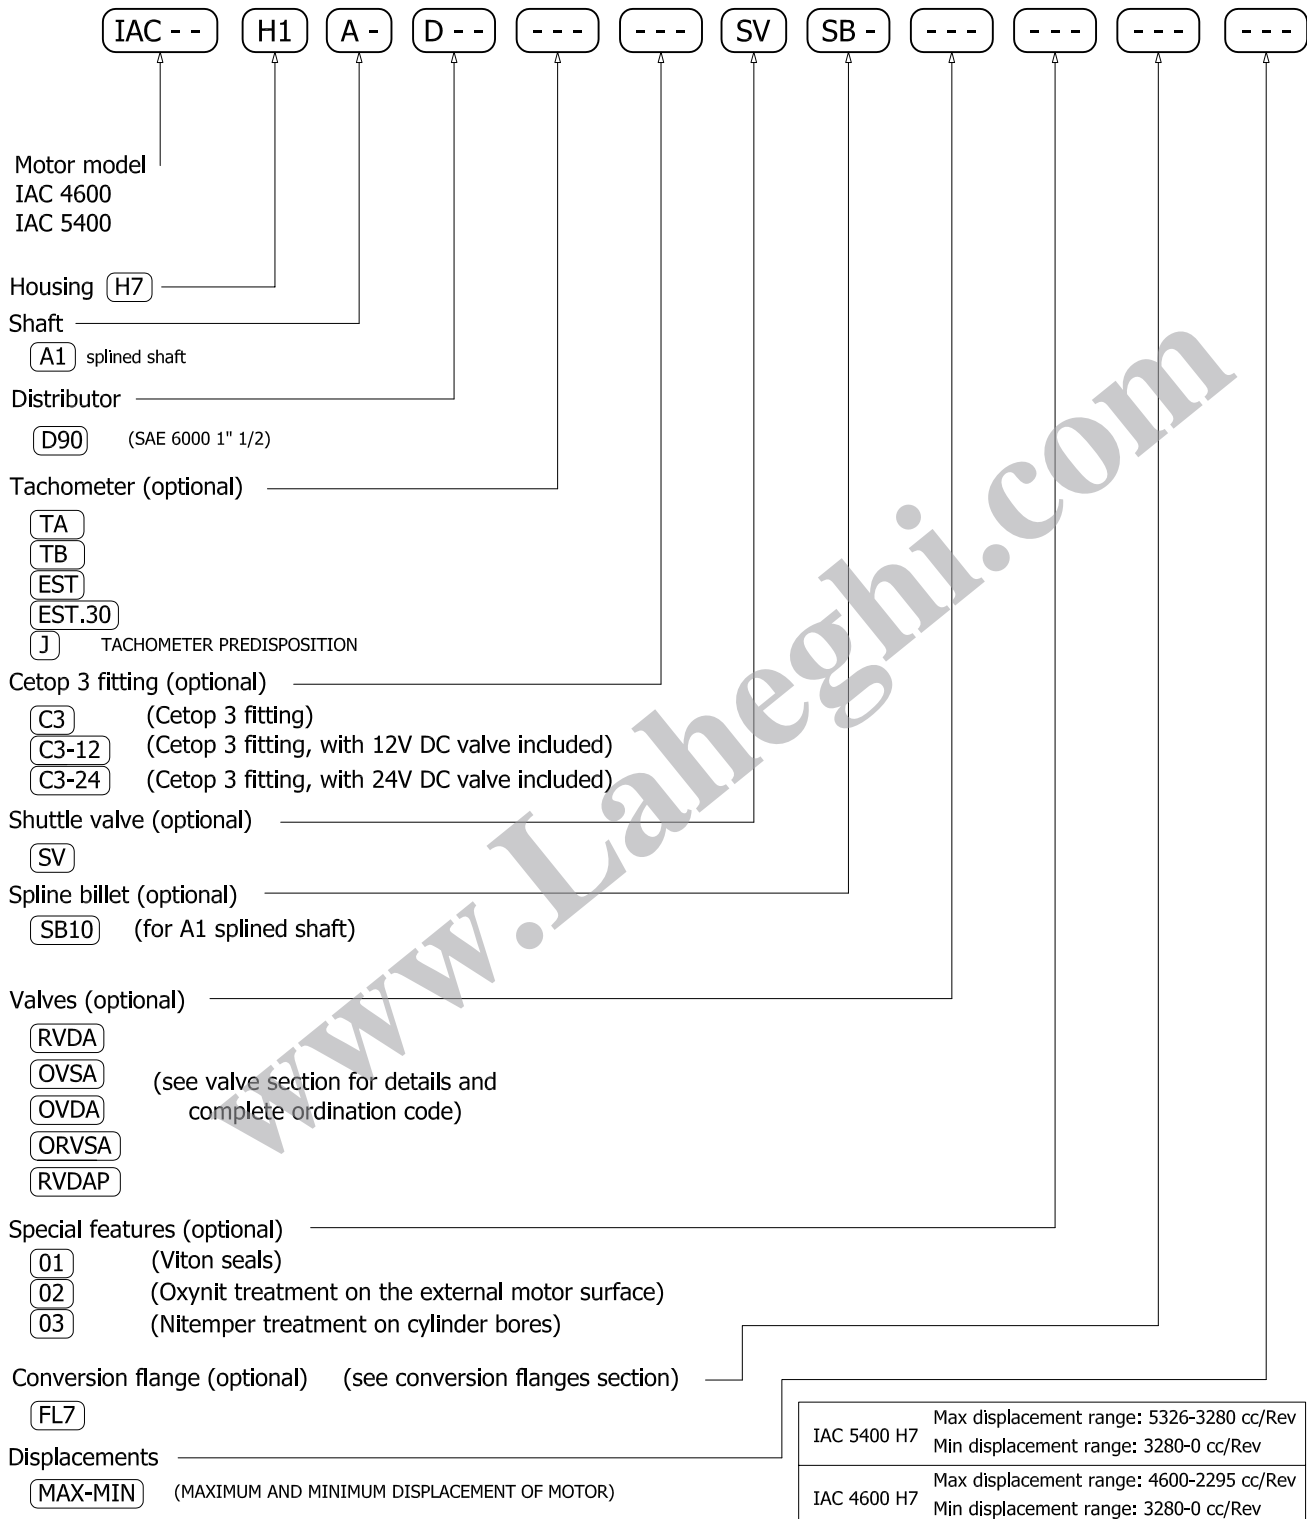 IAC - - H1 A - D - - - - - - - - SV SB - - - - - - - - - - - - -
Motor model
IAC 4600
IAC 5400
Housing H7
Shaft
A1 splined shaft
Distributor
D90 (SAE 6000 1" 1/2)
Tachometer (optional)
TA
TB
EST
EST.30
J TACHOMETER PREDISPOSITION
Cetop 3 fitting (optional)
C3 (Cetop 3 fitting)
C3-12 (Cetop 3 fitting, with 12V DC valve included)
C3-24 (Cetop 3 fitting, with 24V DC valve included)
Shuttle valve (optional)
SV
Spline billet (optional)
SB10 (for A1 splined shaft)
Valves (optional)
RVDA
OVSA (see valve section for details and
OVDA complete ordination code)
ORVSA
RVDAP
Special features (optional)
01 (Viton seals)
02 (Oxynit treatment on the external motor surface)
03 (Nitemper treatment on cylinder bores)
Conversion flange (optional) (see conversion flanges section)
FL7
Displacements
MAX-MIN (MAXIMUM AND MINIMUM DISPLACEMENT OF MOTOR)
IAC 5400 H7 Max displacement range: 5326-3280 cc/Rev
Min displacement range: 3280-0 cc/Rev
IAC 4600 H7 Max displacement range: 4600-2295 cc/Rev
Min displacement range: 3280-0 cc/Rev
www.Laheghi.com